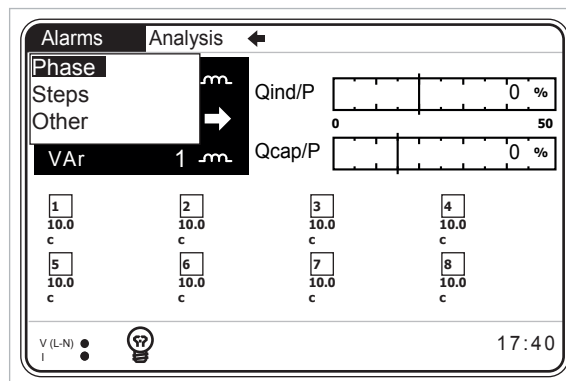 Alarms Analysis
Phase
Steps
Other
VAr 1
Qind/P 0 %
0 50
Qcap/P 0 %
1 2 3 4
10.0 10.0 10.0 10.0
c c c c
5 6 7 8
10.0 10.0 10.0 10.0
c c c c
V (L-N)
I
17:40